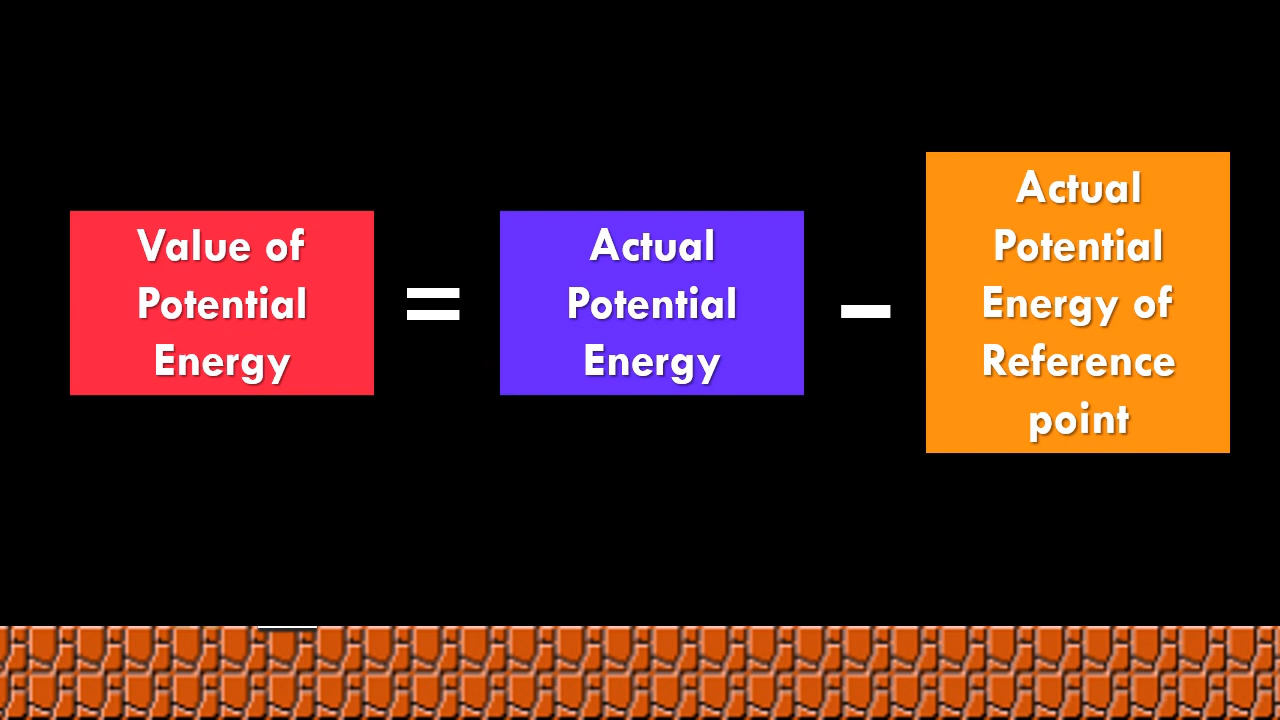 Value of
Potential
Energy
=
Actual
Potential
Energy
–
Actual
Potential
Energy of
Reference
point